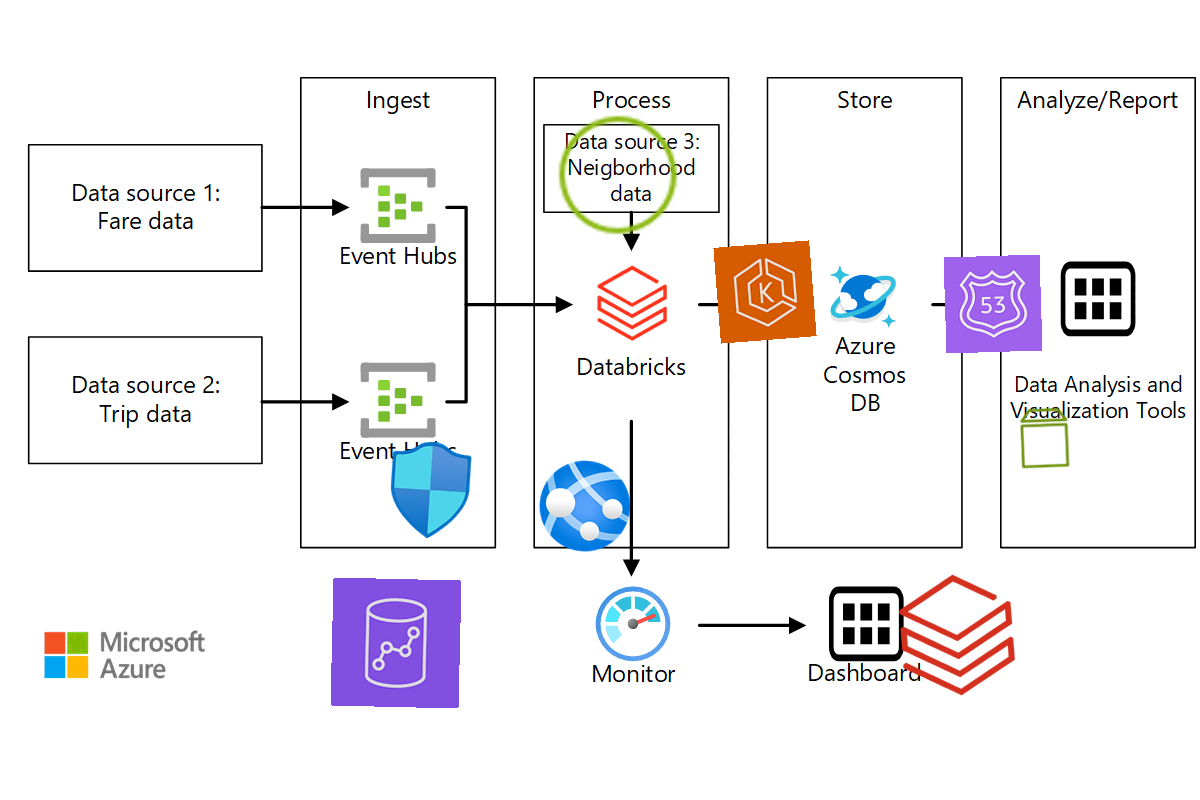 Ingest
Process
Store
Analyze/Report
Data source 1:
Fare data
Event Hubs
Data source 2:
Trip data
Event Hubs
Data source 3:
Neigborhood
data
Databricks
K
Azure
Cosmos
DB
53
Data Analysis and
Visualization Tools
Monitor
Dashboard
Microsoft
Azure